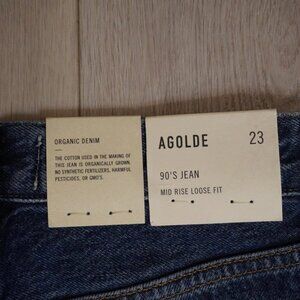 ORGANIC DENIM
THE COTTON USED IN THE MAKING OF
THIS JEAN IS ORGANICALLY GROWN.
NO SYNTHETIC FERTILIZERS, HARMFUL
PESTICIDES, OR GMO'S.
AGOLDE 23
90'S JEAN
MID RISE LOOSE FIT